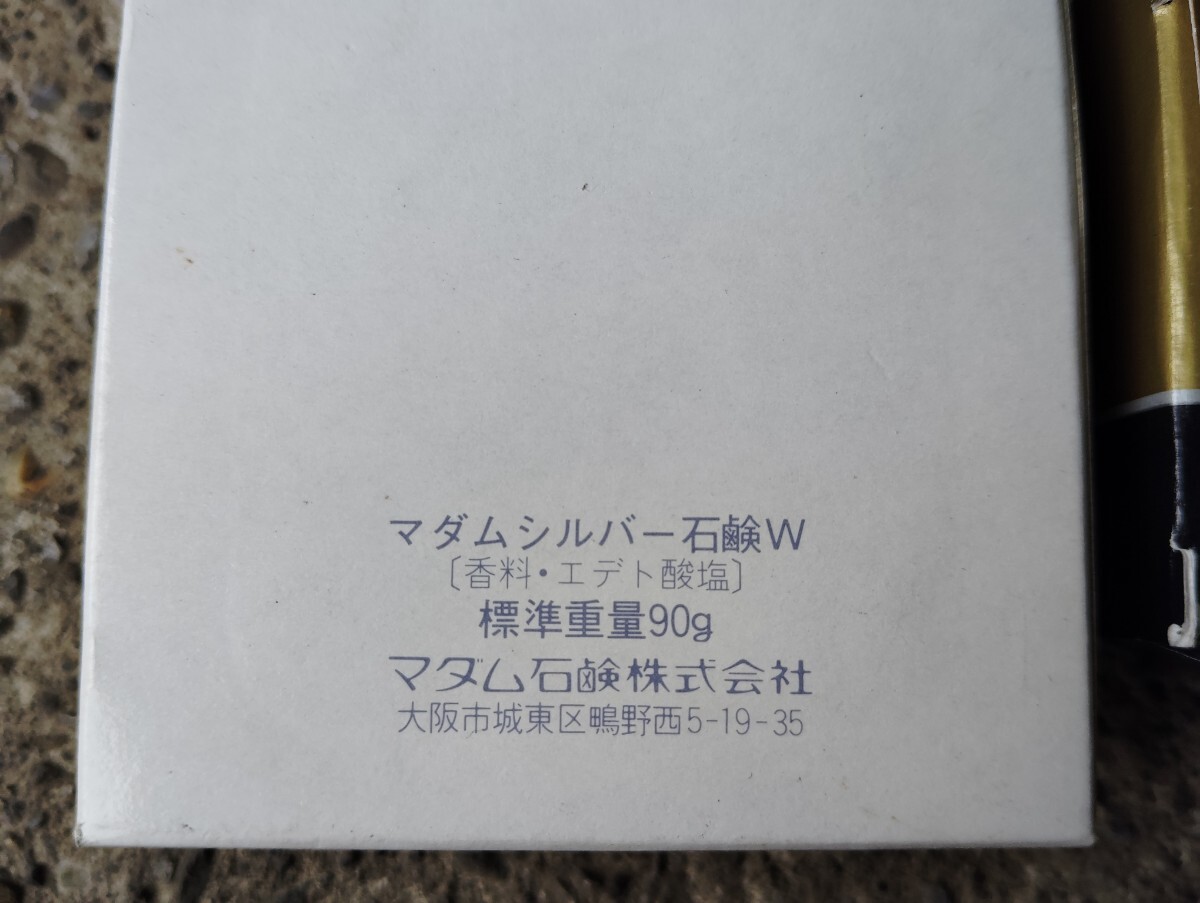 マダムシルバー石鹸W
〔香料・エデト酸塩〕
標準重量90g
マダム石鹸株式会社
大阪市城東区鴫野西5-19-35